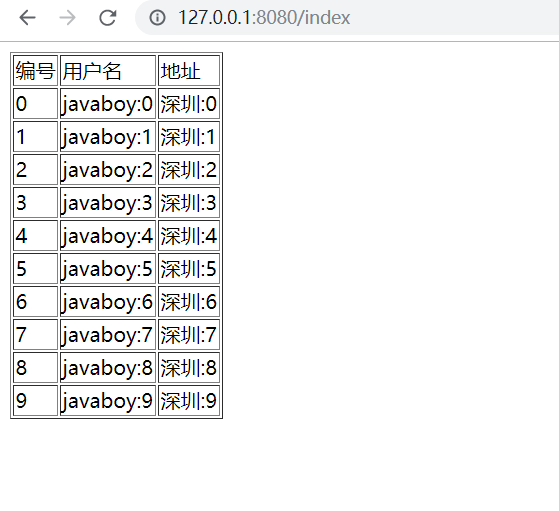 127.0.0.1:8080/index
编号 用户名 地址
0 javaboy:0 深圳:0
1 javaboy:1 深圳:1
2 javaboy:2 深圳:2
3 javaboy:3 深圳:3
4 javaboy:4 深圳:4
5 javaboy:5 深圳:5
6 javaboy:6 深圳:6
7 javaboy:7 深圳:7
8 javaboy:8 深圳:8
9 javaboy:9 深圳:9